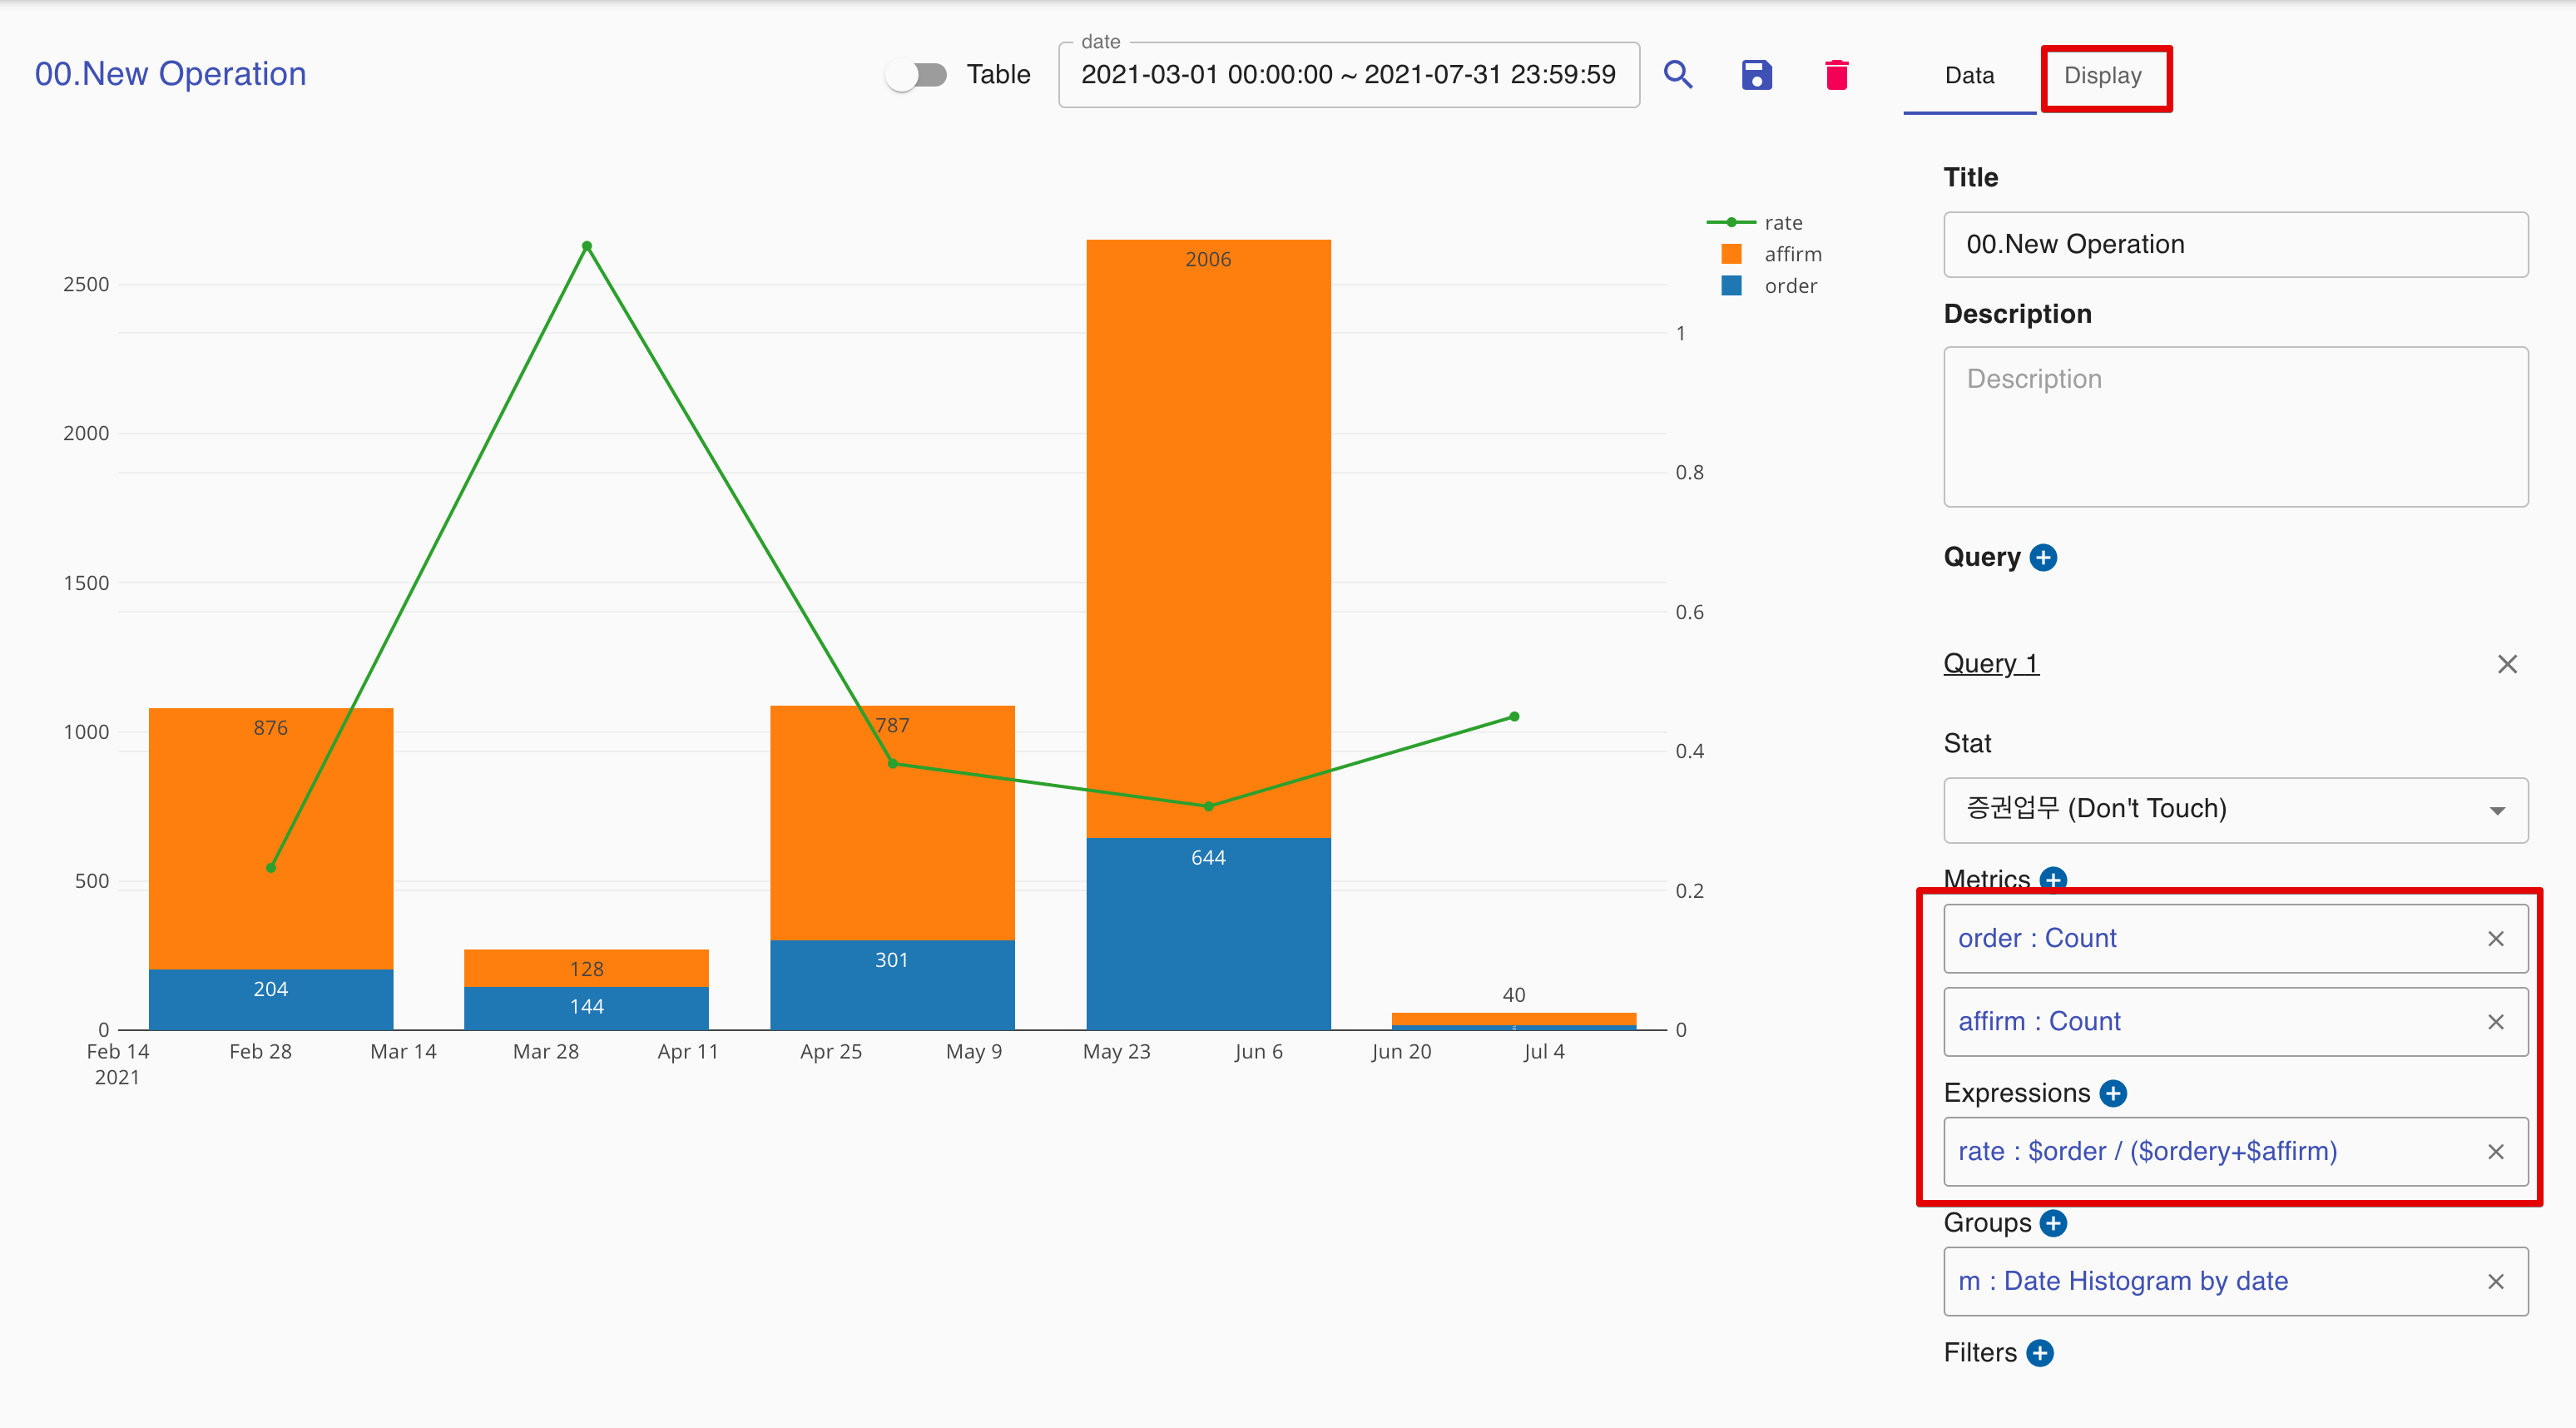 00.New Operation
Table
date
2021-03-01 00:00:00 ~ 2021-07-31 23:59:59
Data
Display
rate
affirm
order
2500
2000
1500
1000
500
0
1
0.8
0.6
0.4
0.2
0
876
204
128
144
787
301
2006
644
40
Feb 14
2021
Feb 28
Mar 14
Mar 28
Apr 11
Apr 25
May 9
May 23
Jun 6
Jun 20
Jul 4
Title
00.New Operation
Description
Description
Query
Query 1
Stat
증권업무 (Don't Touch)
Metrics
order : Count
affirm : Count
Expressions
rate : $order / ($ordery+$affirm)
Groups
m : Date Histogram by date
Filters